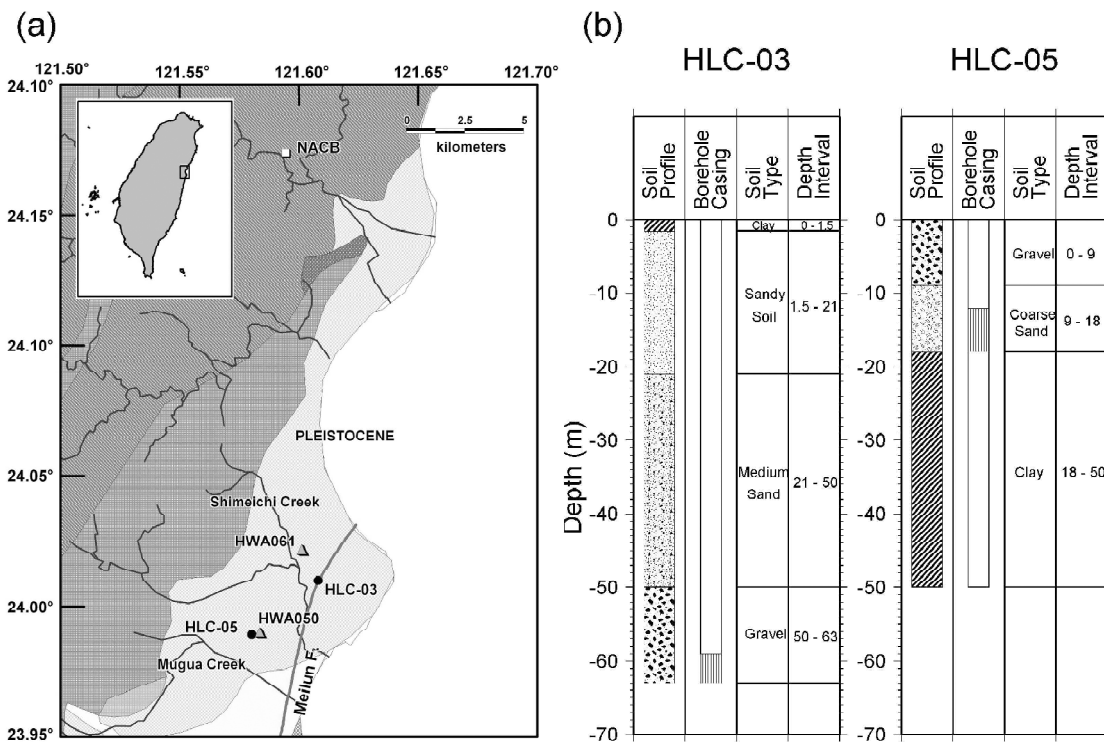 (a)
121.50° 121.55° 121.60° 121.65° 121.70°
24.10°
24.15°
24.10°
24.05°
24.00°
23.95°
0 2.5 5
kilometers
NACB
PLEISTOCENE
Shimeichi Creek
HWA061
HLC-03
HLC-05
HWA050
Mugua Creek
Meilun F.
(b)
HLC-03
Soil Profile
Borehole Casing
Soil Type
Depth Interval
Depth (m)
0
-10
-20
-30
-40
-50
-60
-70
Clay 0 - 1.5
Sandy Soil 1.5 - 21
Medium Sand 21 - 50
Gravel 50 - 63
HLC-05
Soil Profile
Borehole Casing
Soil Type
Depth Interval
0
-10
-20
-30
-40
-50
-60
-70
Gravel 0 - 9
Coarse Sand 9 - 18
Clay 18 - 50